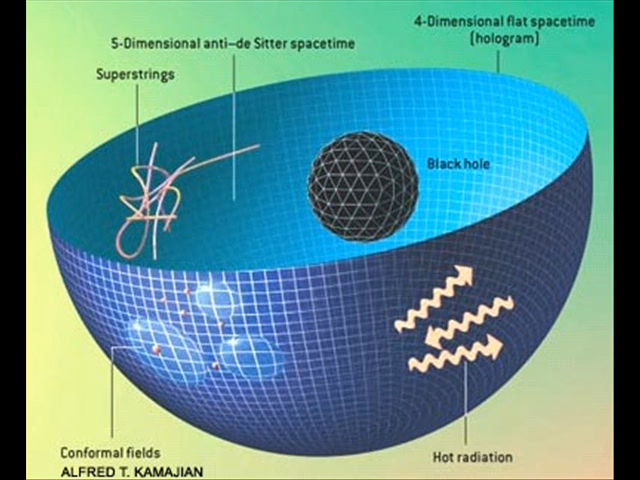 4-Dimensional flat spacetime
(hologram)
5-Dimensional anti–de Sitter spacetime
Superstrings
Black hole
Conformal fields
ALFRED T. KAMAJIAN
Hot radiation